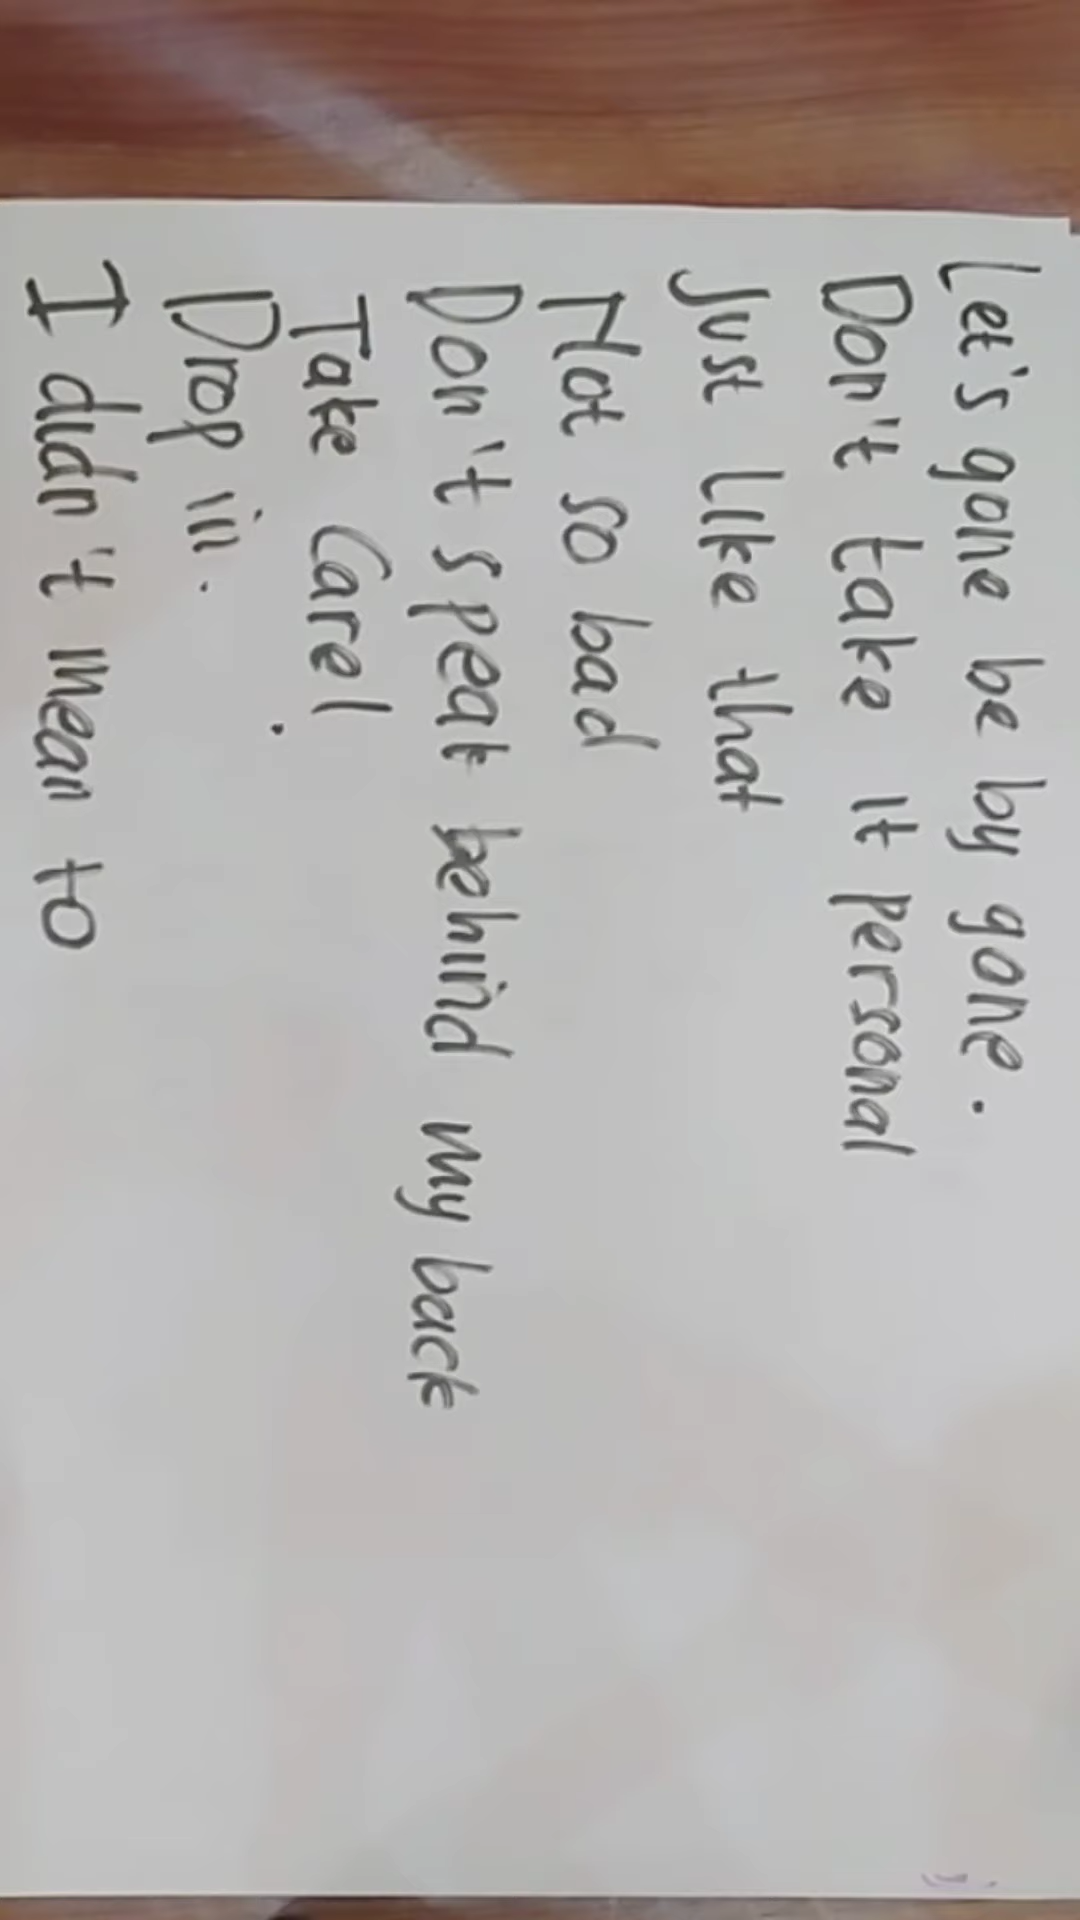 Let's gone be by gone.
Don't take it personal
Just like that
Not so bad
Don't speak behind my back
Take Care!
Drop in.
I didn't mean to